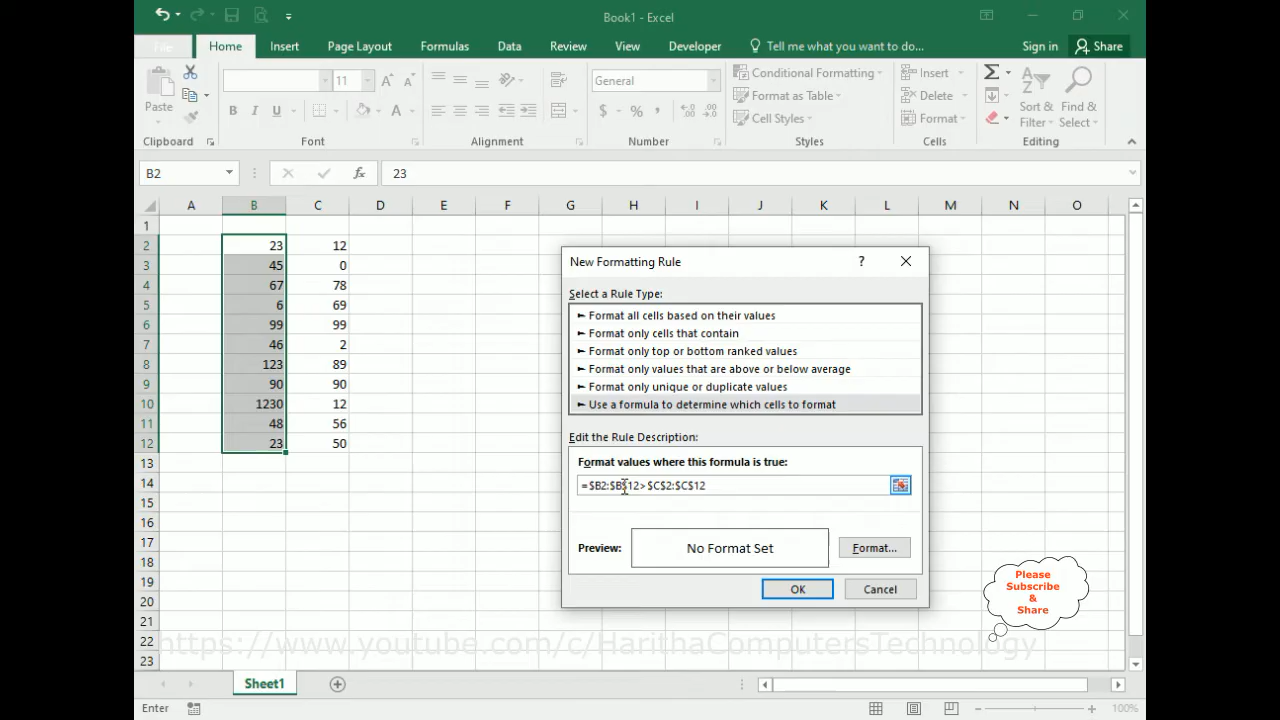 Book1 - Excel
File Home Insert Page Layout Formulas Data Review View Developer Tell me what you want to do... Sign in Share
Paste
11
B I U A
General
$ % ,
Conditional Formatting
Format as Table
Cell Styles
Insert
Delete
Format
Sort & Filter
Find & Select
Clipboard Font Alignment Number Styles Cells Editing
B2 fx 23
A B C D E F G H I J K L M N O
1
2 23 12
3 45 0
4 67 78
5 6 69
6 99 99
7 46 2
8 123 89
9 90 90
10 1230 12
11 48 56
12 23 50
13
14
15
16
17
18
19
20
21
22
23
New Formatting Rule ?
Select a Rule Type:
► Format all cells based on their values
► Format only cells that contain
► Format only top or bottom ranked values
► Format only values that are above or below average
► Format only unique or duplicate values
► Use a formula to determine which cells to format
Edit the Rule Description:
Format values where this formula is true:
=$B2:$B$12>$C$2:$C$12
Preview: No Format Set Format...
OK Cancel
Please
Subscribe
&
Share
https://www.youtube.com/c/HarithaComputersTechnology
Sheet1
Enter 100%